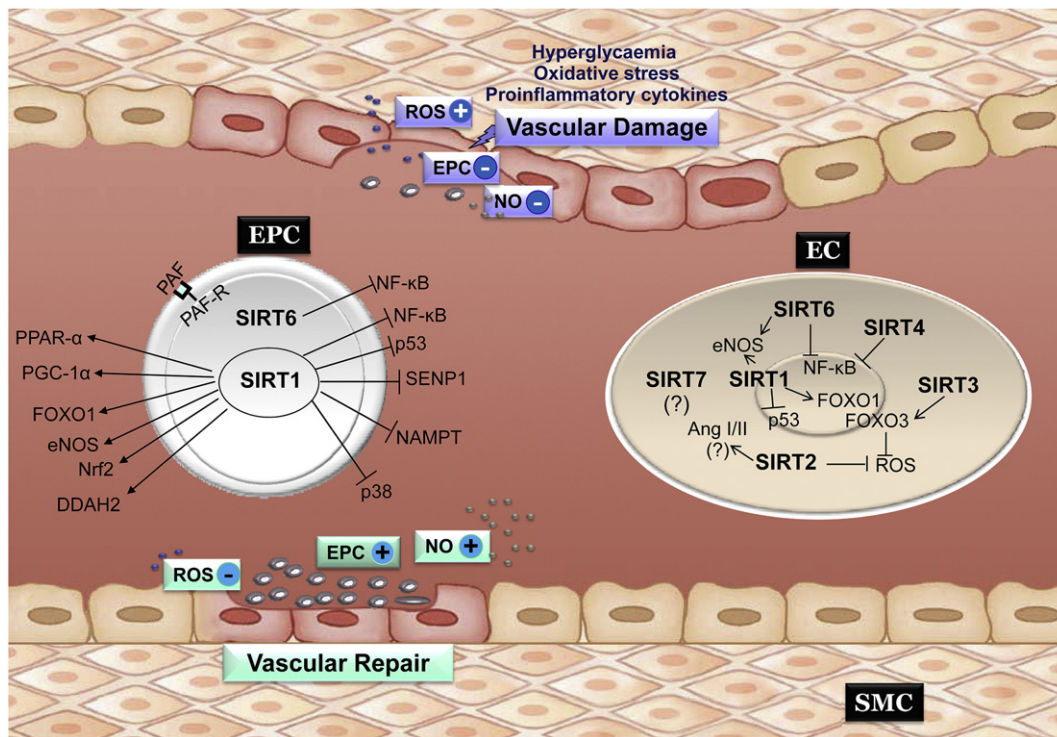 Hyperglycaemia
Oxidative stress
Proinflammatory cytokines
ROS +
Vascular Damage
EPC -
NO -
EPC
EC
PAF
PAF-R
SIRT6
NF-κB
NF-κB
p53
SIRT1
SENP1
NAMPT
p38
PPAR-α
PGC-1α
FOXO1
eNOS
Nrf2
DDAH2
SIRT6
SIRT4
eNOS
NF-κB
SIRT7
(?)
SIRT1
SIRT3
FOXO1
p53
FOXO3
Ang I/II
(?)
SIRT2
ROS
EPC +
NO +
ROS -
Vascular Repair
SMC